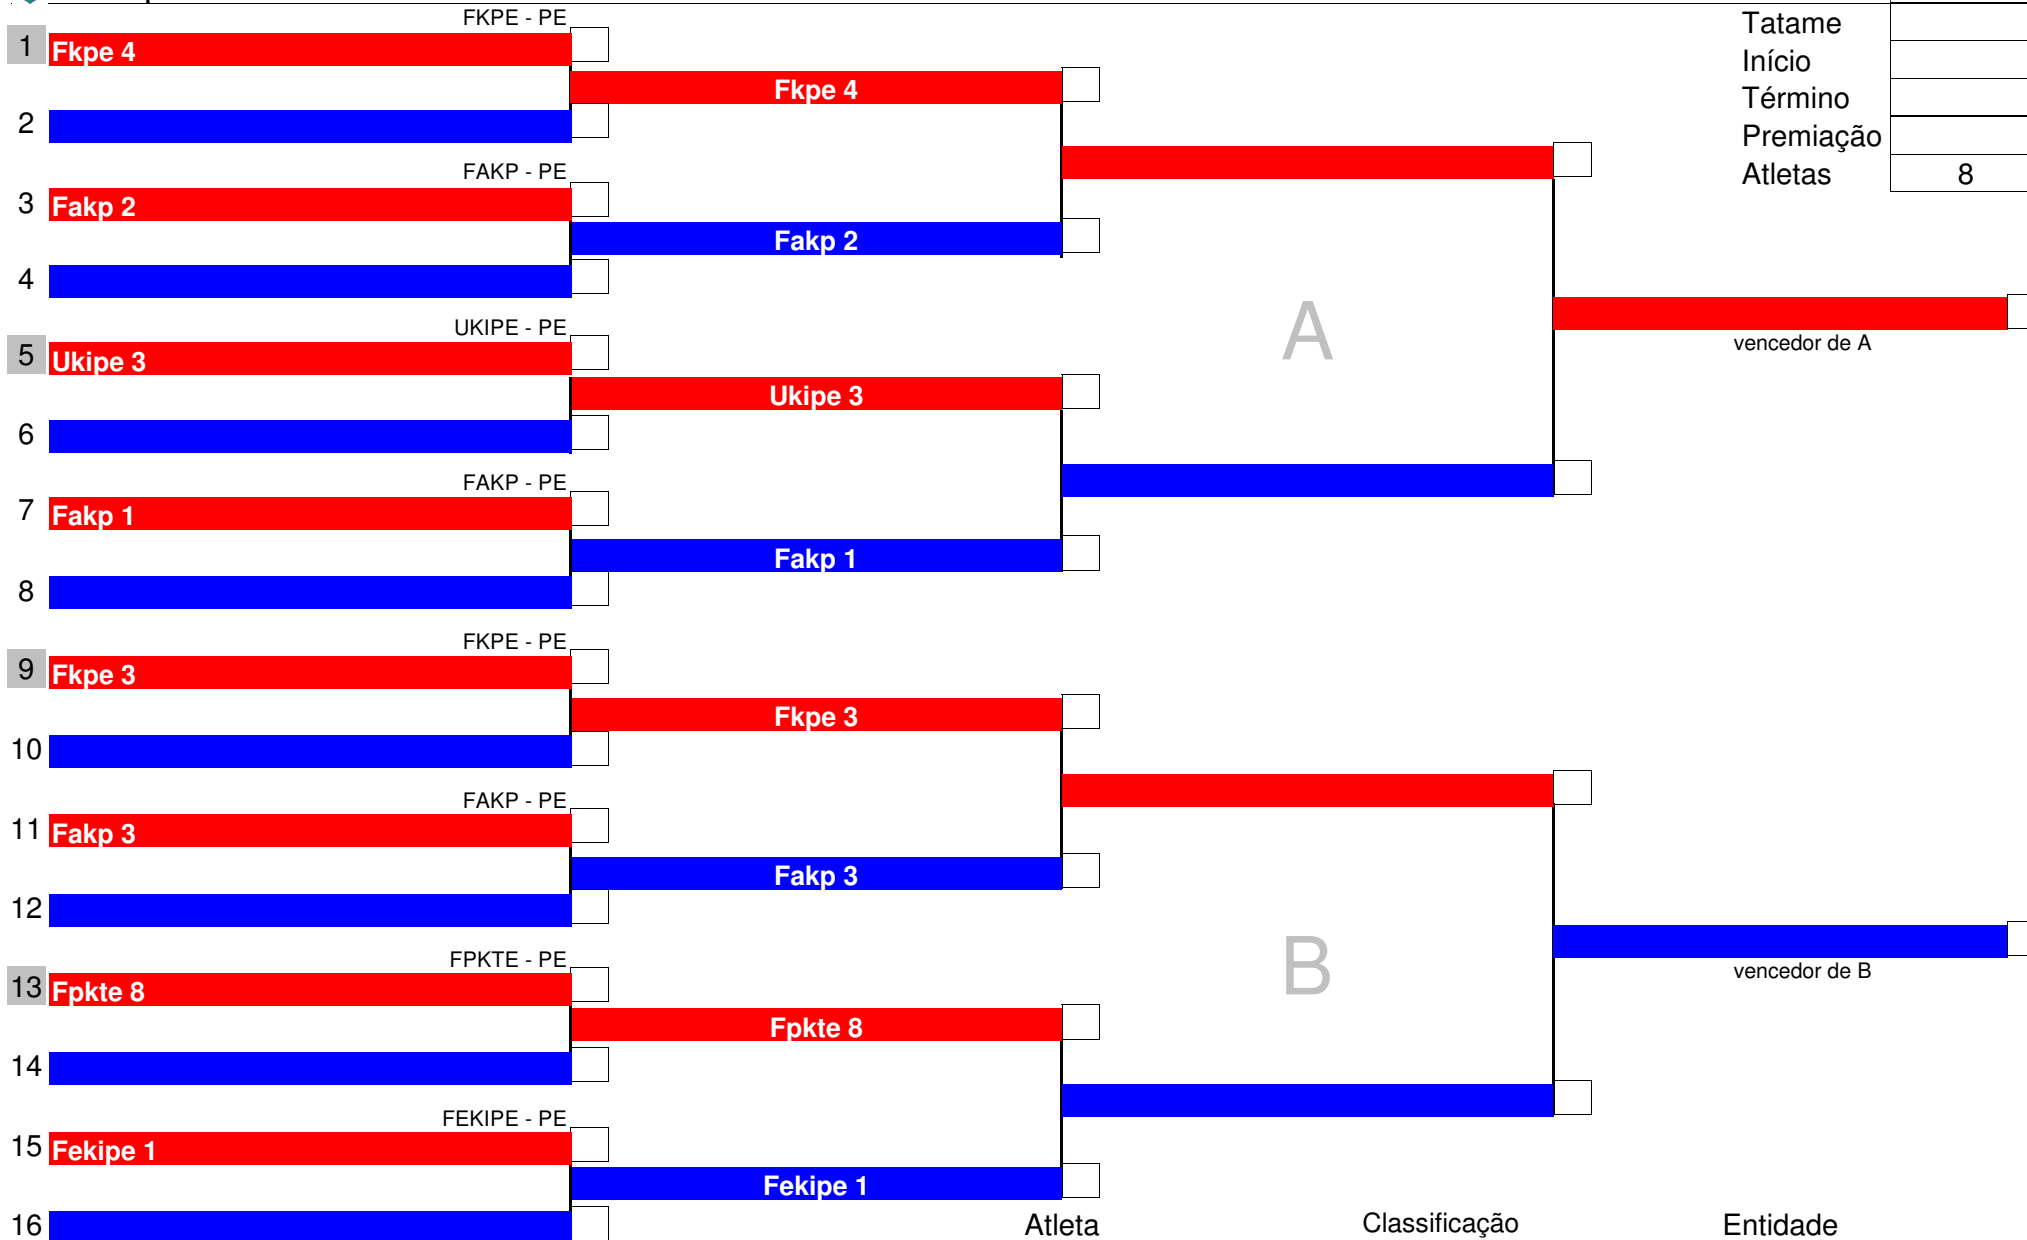 FKPE - PE
Tatame
1 Fkpe 4
Início
Fkpe 4
Término
2
Premiação
FAKP - PE
Atletas 8
3 Fakp 2
Fakp 2
4
A
UKIPE - PE
vencedor de A
5 Ukipe 3
Ukipe 3
6
FAKP - PE
7 Fakp 1
Fakp 1
8
FKPE - PE
9 Fkpe 3
Fkpe 3
10
FAKP - PE
11 Fakp 3
Fakp 3
12
FPKTE - PE
B
vencedor de B
13 Fpkte 8
Fpkte 8
14
FEKIPE - PE
15 Fekipe 1
Fekipe 1
16
Atleta Classificação Entidade